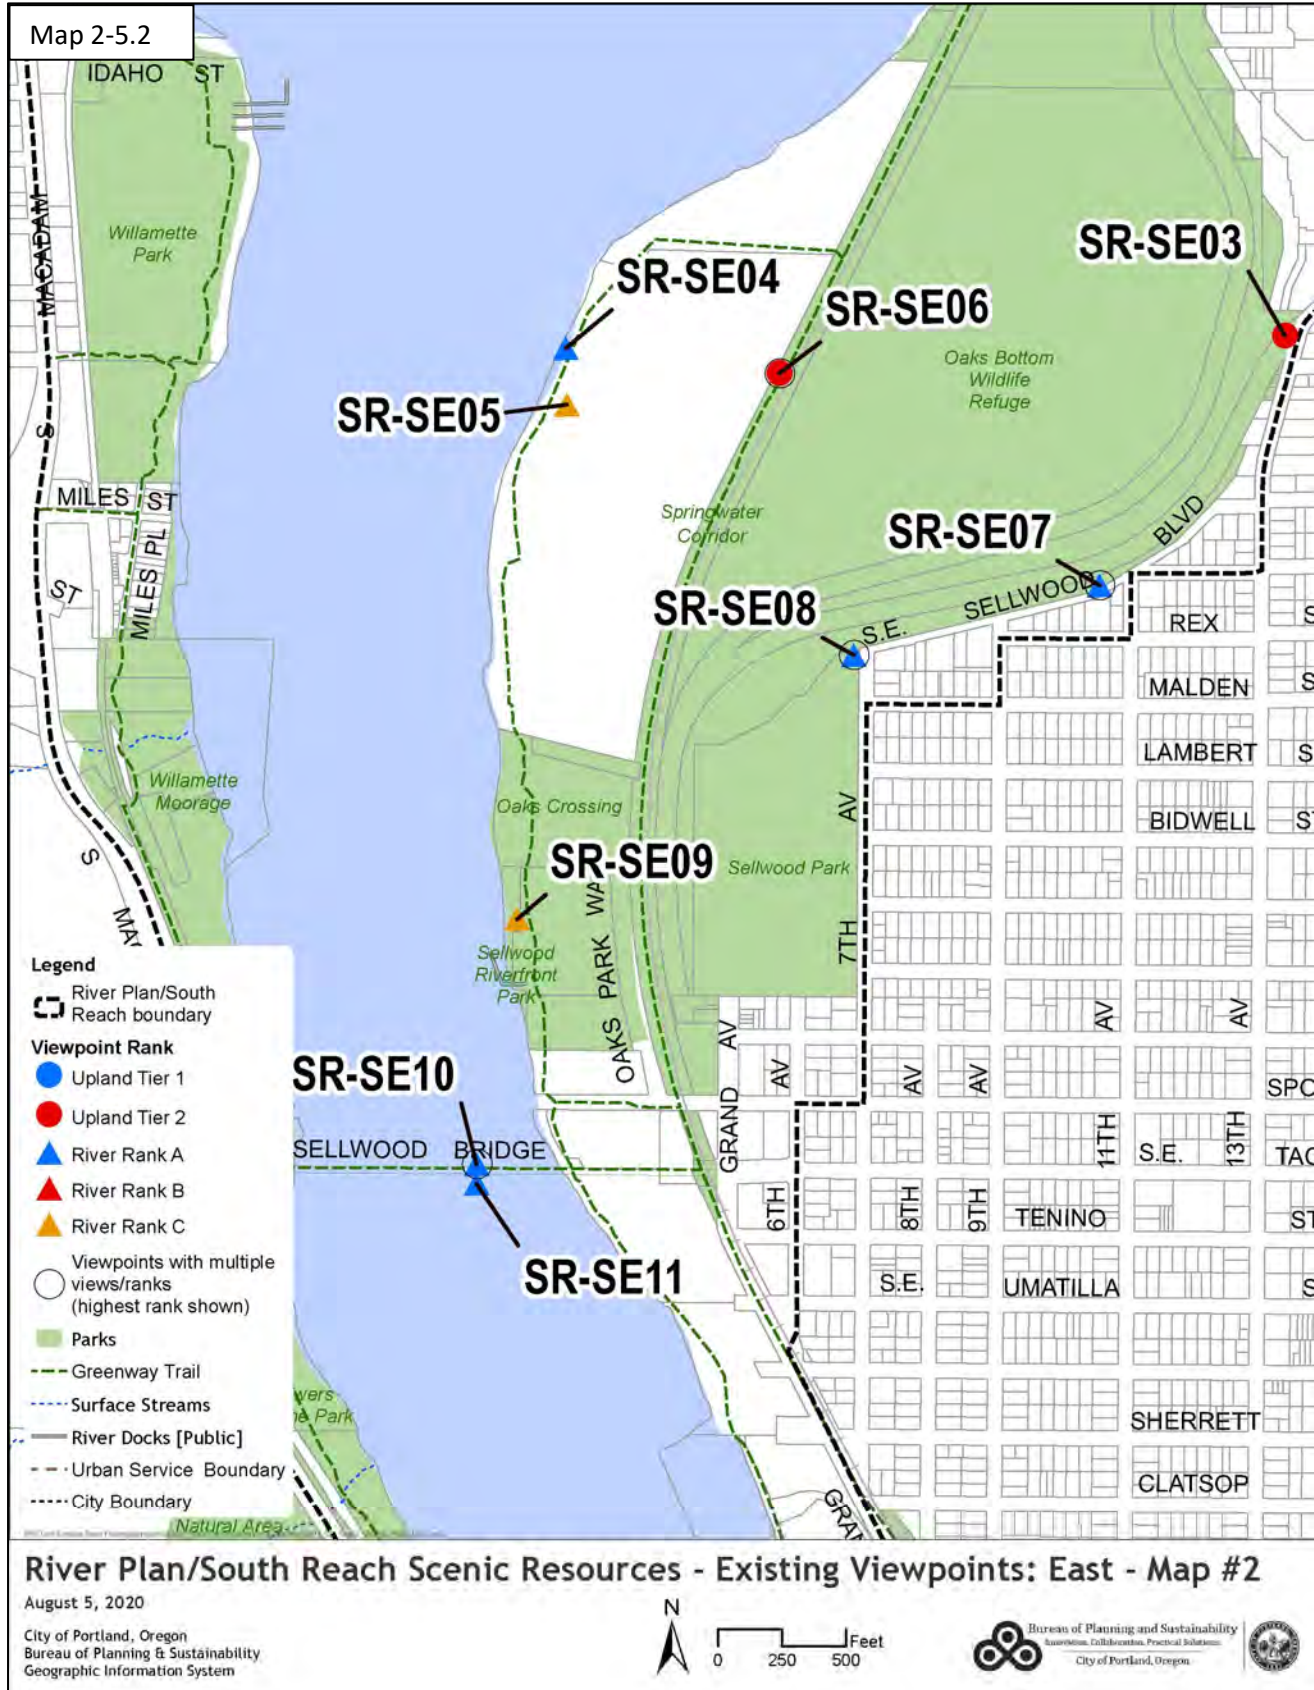 Map 2-5.2
IDAHO ST
MACADAM
S
Willamette
Park
SR-SE03
SR-SE04
SR-SE06
Oaks Bottom
Wildlife
Refuge
SR-SE05
MILES ST
MILES PL
ST
Springwater
Corridor
SR-SE07
BLVD
SR-SE08
S.E. SELLWOOD
REX
S
MALDEN
S
LAMBERT
S
Willamette
Moorage
Oaks Crossing
AV
BIDWELL
ST
S
SR-SE09
Sellwood Park
OAKS PARK WA
7TH
Sellwood
Riverfront
Park
Legend
River Plan/South
Reach boundary
Viewpoint Rank
Upland Tier 1
Upland Tier 2
River Rank A
River Rank B
River Rank C
Viewpoints with multiple
views/ranks
(highest rank shown)
Parks
Greenway Trail
Surface Streams
River Docks [Public]
Urban Service Boundary
City Boundary
AV
AV
GRAND AV
AV
AV
AV
SR-SE10
SELLWOOD BRIDGE
11TH
S.E.
13TH
6TH
8TH
9TH
TENINO
ST
SR-SE11
S.E.
UMATILLA
S
SHERRETT
CLATSOP
Natural Area
River Plan/South Reach Scenic Resources - Existing Viewpoints: East - Map #2
August 5, 2020
City of Portland, Oregon
Bureau of Planning & Sustainability
Geographic Information System
N
Feet
0 250 500
Bureau of Planning and Sustainability
Innovation. Collaboration. Practical Solutions.
City of Portland, Oregon